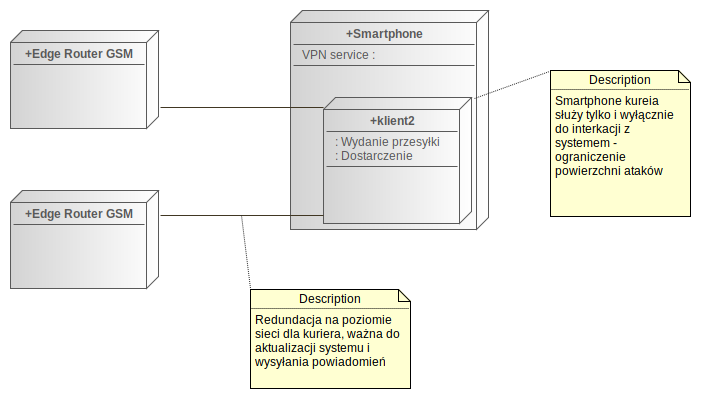 +Edge Router GSM
+Smartphone
VPN service :
+klient2
: Wydanie przesyłki
: Dostarczenie
Description
Smartphone kureia
służy tylko i wyłącznie
do interkacji z
systemem -
ograniczenie
powierzchni ataków
+Edge Router GSM
Description
Redundacja na poziomie
sieci dla kuriera, ważna do
aktualizacji systemu i
wysyłania powiadomień